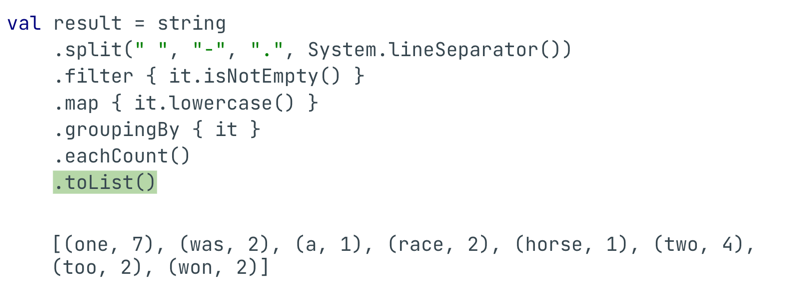 val result = string
.split(" ", "-", ".", System.lineSeparator())
.filter { it.isNotEmpty() }
.map { it.lowercase() }
.groupingBy { it }
.eachCount()
.toList()
[(one, 7), (was, 2), (a, 1), (race, 2), (horse, 1), (two, 4),
(too, 2), (won, 2)]